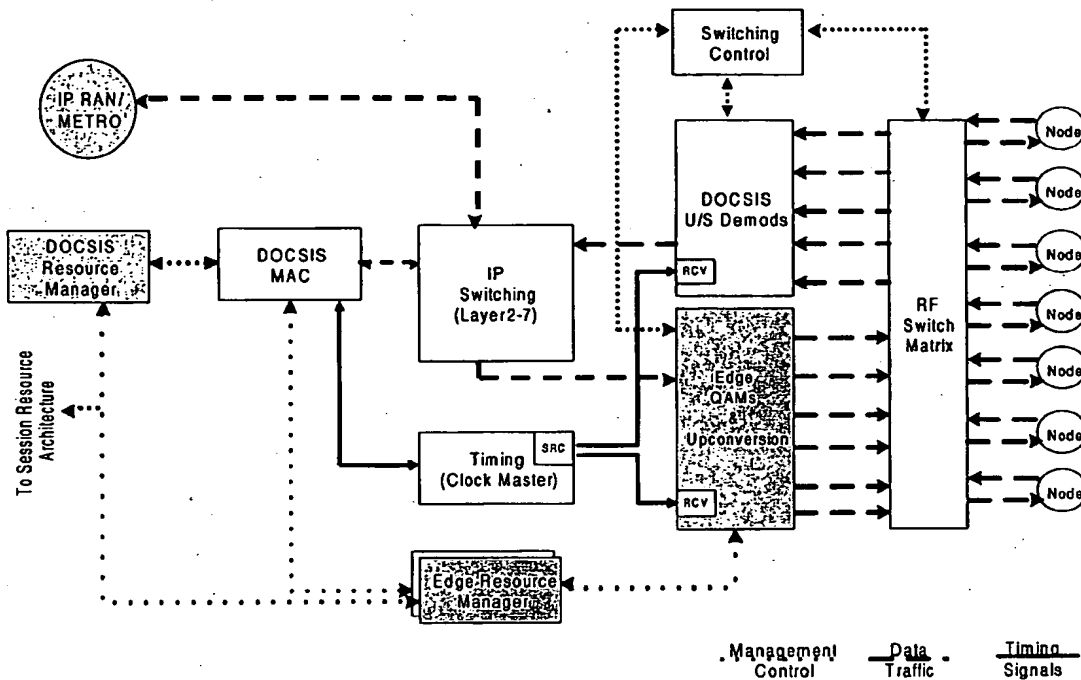 Switching
Control
IP RAN/
METRO
Node
Node
Node
Node
Node
Node
Node
DOCSIS
U/S Demods
RCV
DOCSIS
Resource
Manager
DOCSIS
MAC
IP
Switching
(Layer2-7)
RF
Switch
Matrix
Edge
QAMs
Upconversion
RCV
To Session Resource
Architecture
SRC
Timing
(Clock Master)
Edge Resource
Manager
Management
Control
Data
Traffic
Timing
Signals